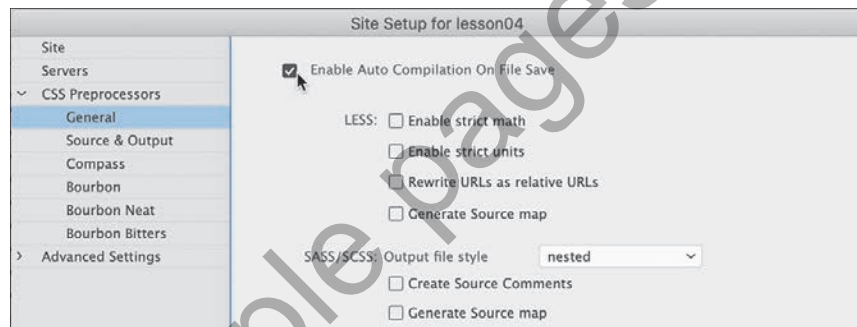 Site Setup for lesson04
Site
Servers
CSS Preprocessors
General
Source & Output
Compass
Bourbon
Bourbon Neat
Bourbon Bitters
Advanced Settings
Enable Auto Compilation On File Save
LESS: Enable strict math
Enable strict units
Rewrite URLs as relative URLs
Generate Source map
SASS/SCSS: Output file style nested
Create Source Comments
Generate Source map
ple pages